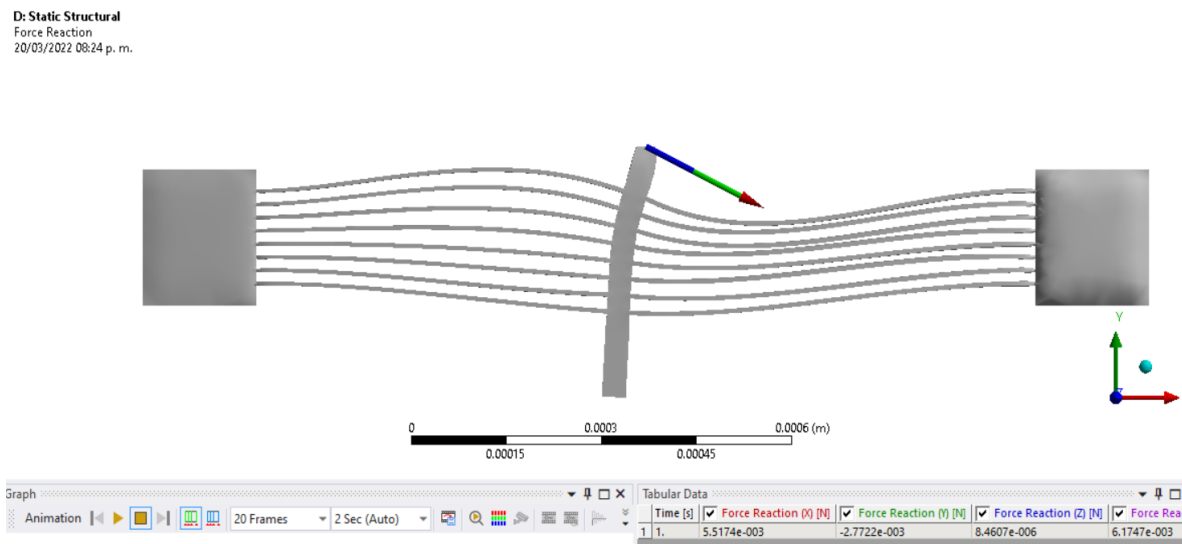 D: Static Structural
Force Reaction
20/03/2022 08:24 p. m.
Y
0 0.0003 0.0006 (m)
0.00015 0.00045
Graph
Animation 20 Frames 2 Sec (Auto)
Tabular Data
Time [s] Force Reaction (X) [N] Force Reaction (Y) [N] Force Reaction (Z) [N] Force Rea
1 1. 5.5174e-003 -2.7722e-003 8.4607e-006 6.1747e-003